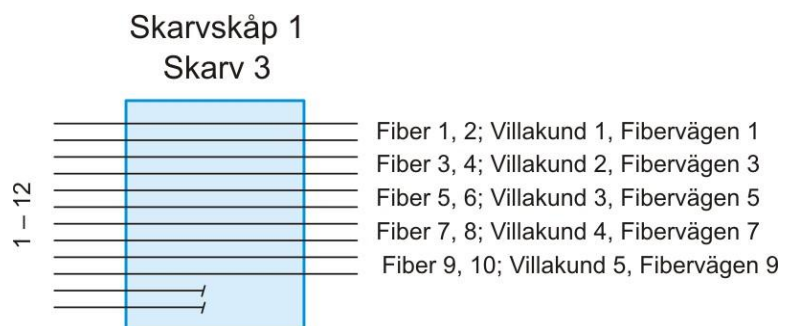 Skarvskåp 1
Skarv 3
1 – 12
Fiber 1, 2; Villakund 1, Fibervägen 1
Fiber 3, 4; Villakund 2, Fibervägen 3
Fiber 5, 6; Villakund 3, Fibervägen 5
Fiber 7, 8; Villakund 4, Fibervägen 7
Fiber 9, 10; Villakund 5, Fibervägen 9